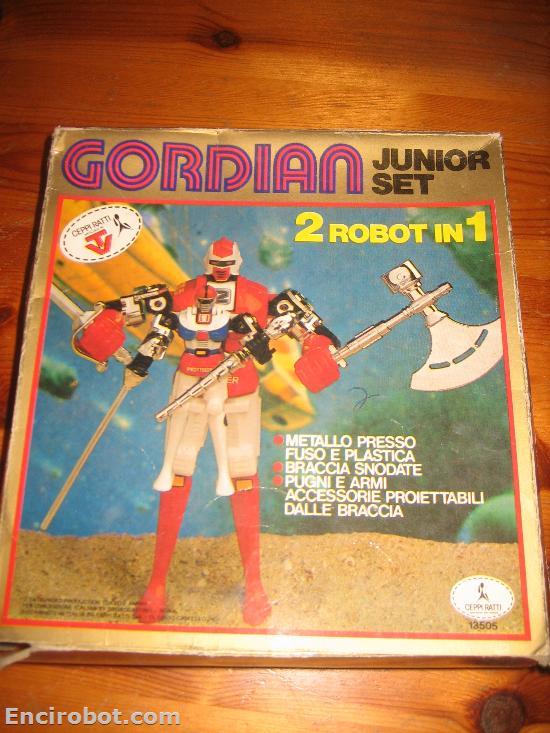 GORDIAN
JUNIOR
SET
CEPPI RATTI
TV
2 ROBOT IN 1
METALLO PRESSO
FUSO E PLASTICA
BRACCIA SNODATE
PUGNI E ARMI
ACCESSORIE PROIETTABILI
DALLE BRACCIA
CEPPI RATTI
13505
Encirobot.com